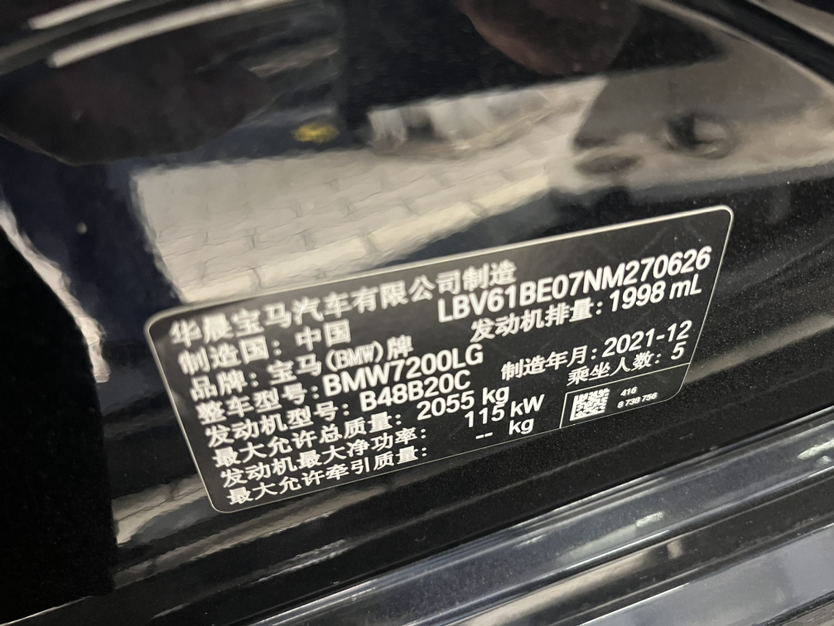 华晨宝马汽车有限公司制造
制造国：中国 LBV61BE07NM270626
品牌：宝马(BMW)牌 发动机排量：1998 mL
整车型号：BMW7200LG 制造年月：2021-12
发动机型号：B48B20C 乘坐人数：5
最大允许总质量：2055 kg
发动机最大净功率：115 kW
最大允许牵引质量：-- kg
416
8 738 756